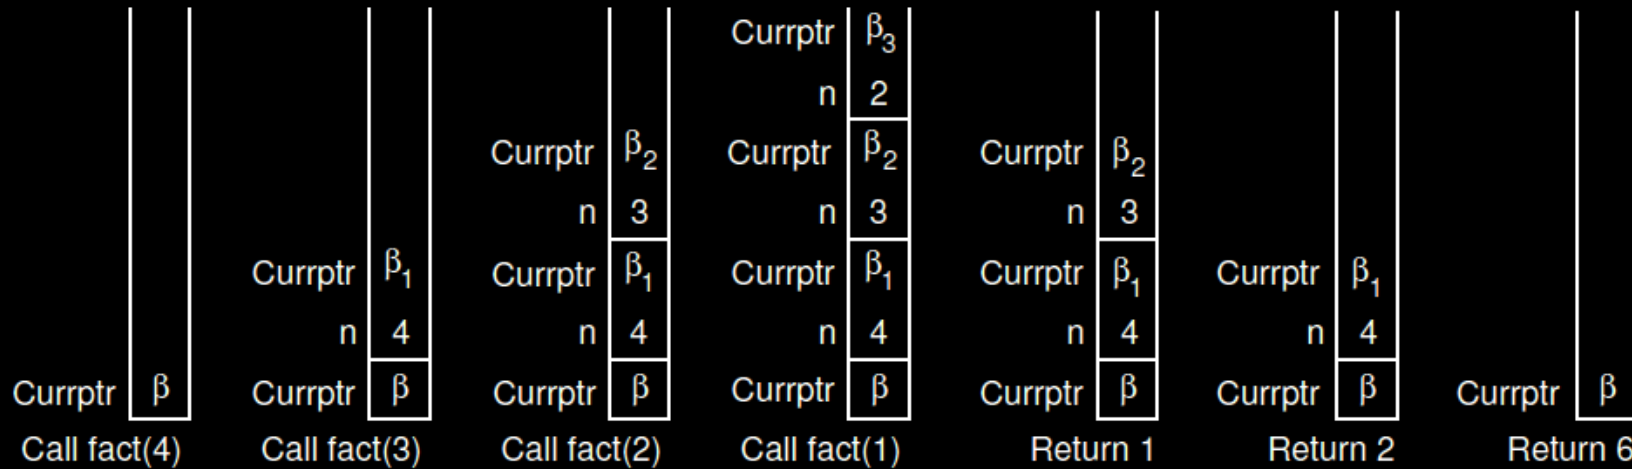 Currptr β
Call fact(4)
Currptr β₁
n 4
Currptr β
Call fact(3)
Currptr β₂
n 3
Currptr β₁
n 4
Currptr β
Call fact(2)
Currptr β₃
n 2
Currptr β₂
n 3
Currptr β₁
n 4
Currptr β
Call fact(1)
Currptr β₂
n 3
Currptr β₁
n 4
Currptr β
Return 1
Currptr β₁
n 4
Currptr β
Return 2
Currptr β
Return 6